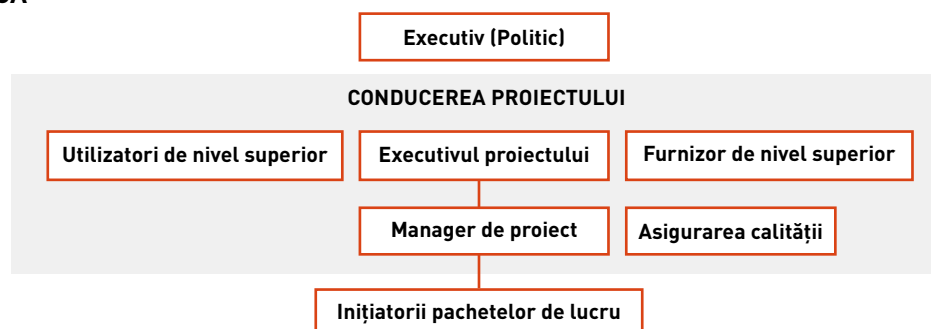 Executiv (Politic)
CONDUCEREA PROIECTULUI
Utilizatori de nivel superior
Executivul proiectului
Furnizor de nivel superior
Manager de proiect
Asigurarea calității
Inițiatorii pachetelor de lucru